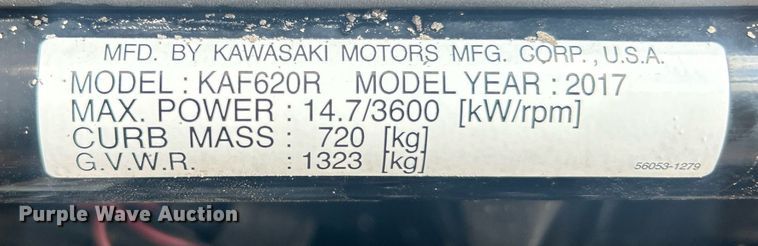 MFD. BY KAWASAKI MOTORS MFG. CORP., U.S.A.
MODEL : KAF620R MODEL YEAR : 2017
MAX. POWER : 14.7/3600 [kW/rpm]
CURB MASS : 720 [kg]
G.V.W.R. : 1323 [kg]
56053-1279
Purple Wave Auction